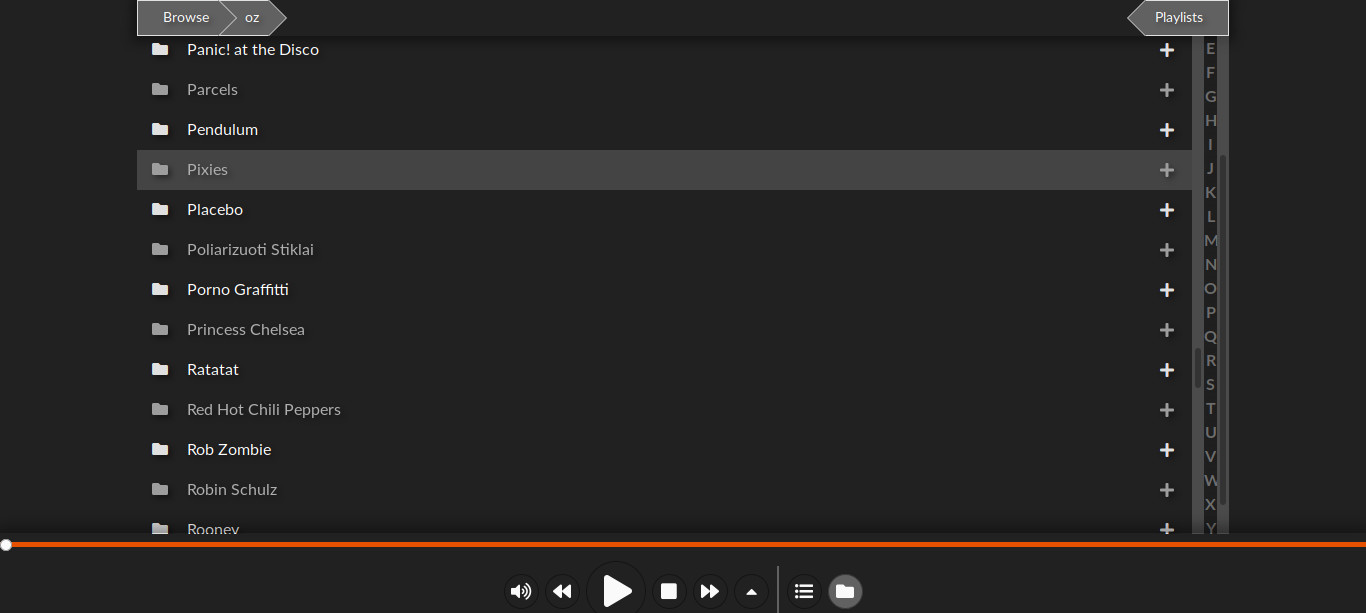 Browse
oz
Playlists
Panic! at the Disco
Parcels
Pendulum
Pixies
Placebo
Poliarizuoti Stiklai
Porno Graffitti
Princess Chelsea
Ratatat
Red Hot Chili Peppers
Rob Zombie
Robin Schulz
Rooney
E
F
G
H
I
J
K
L
M
N
O
P
Q
R
S
T
U
V
W
X
Y